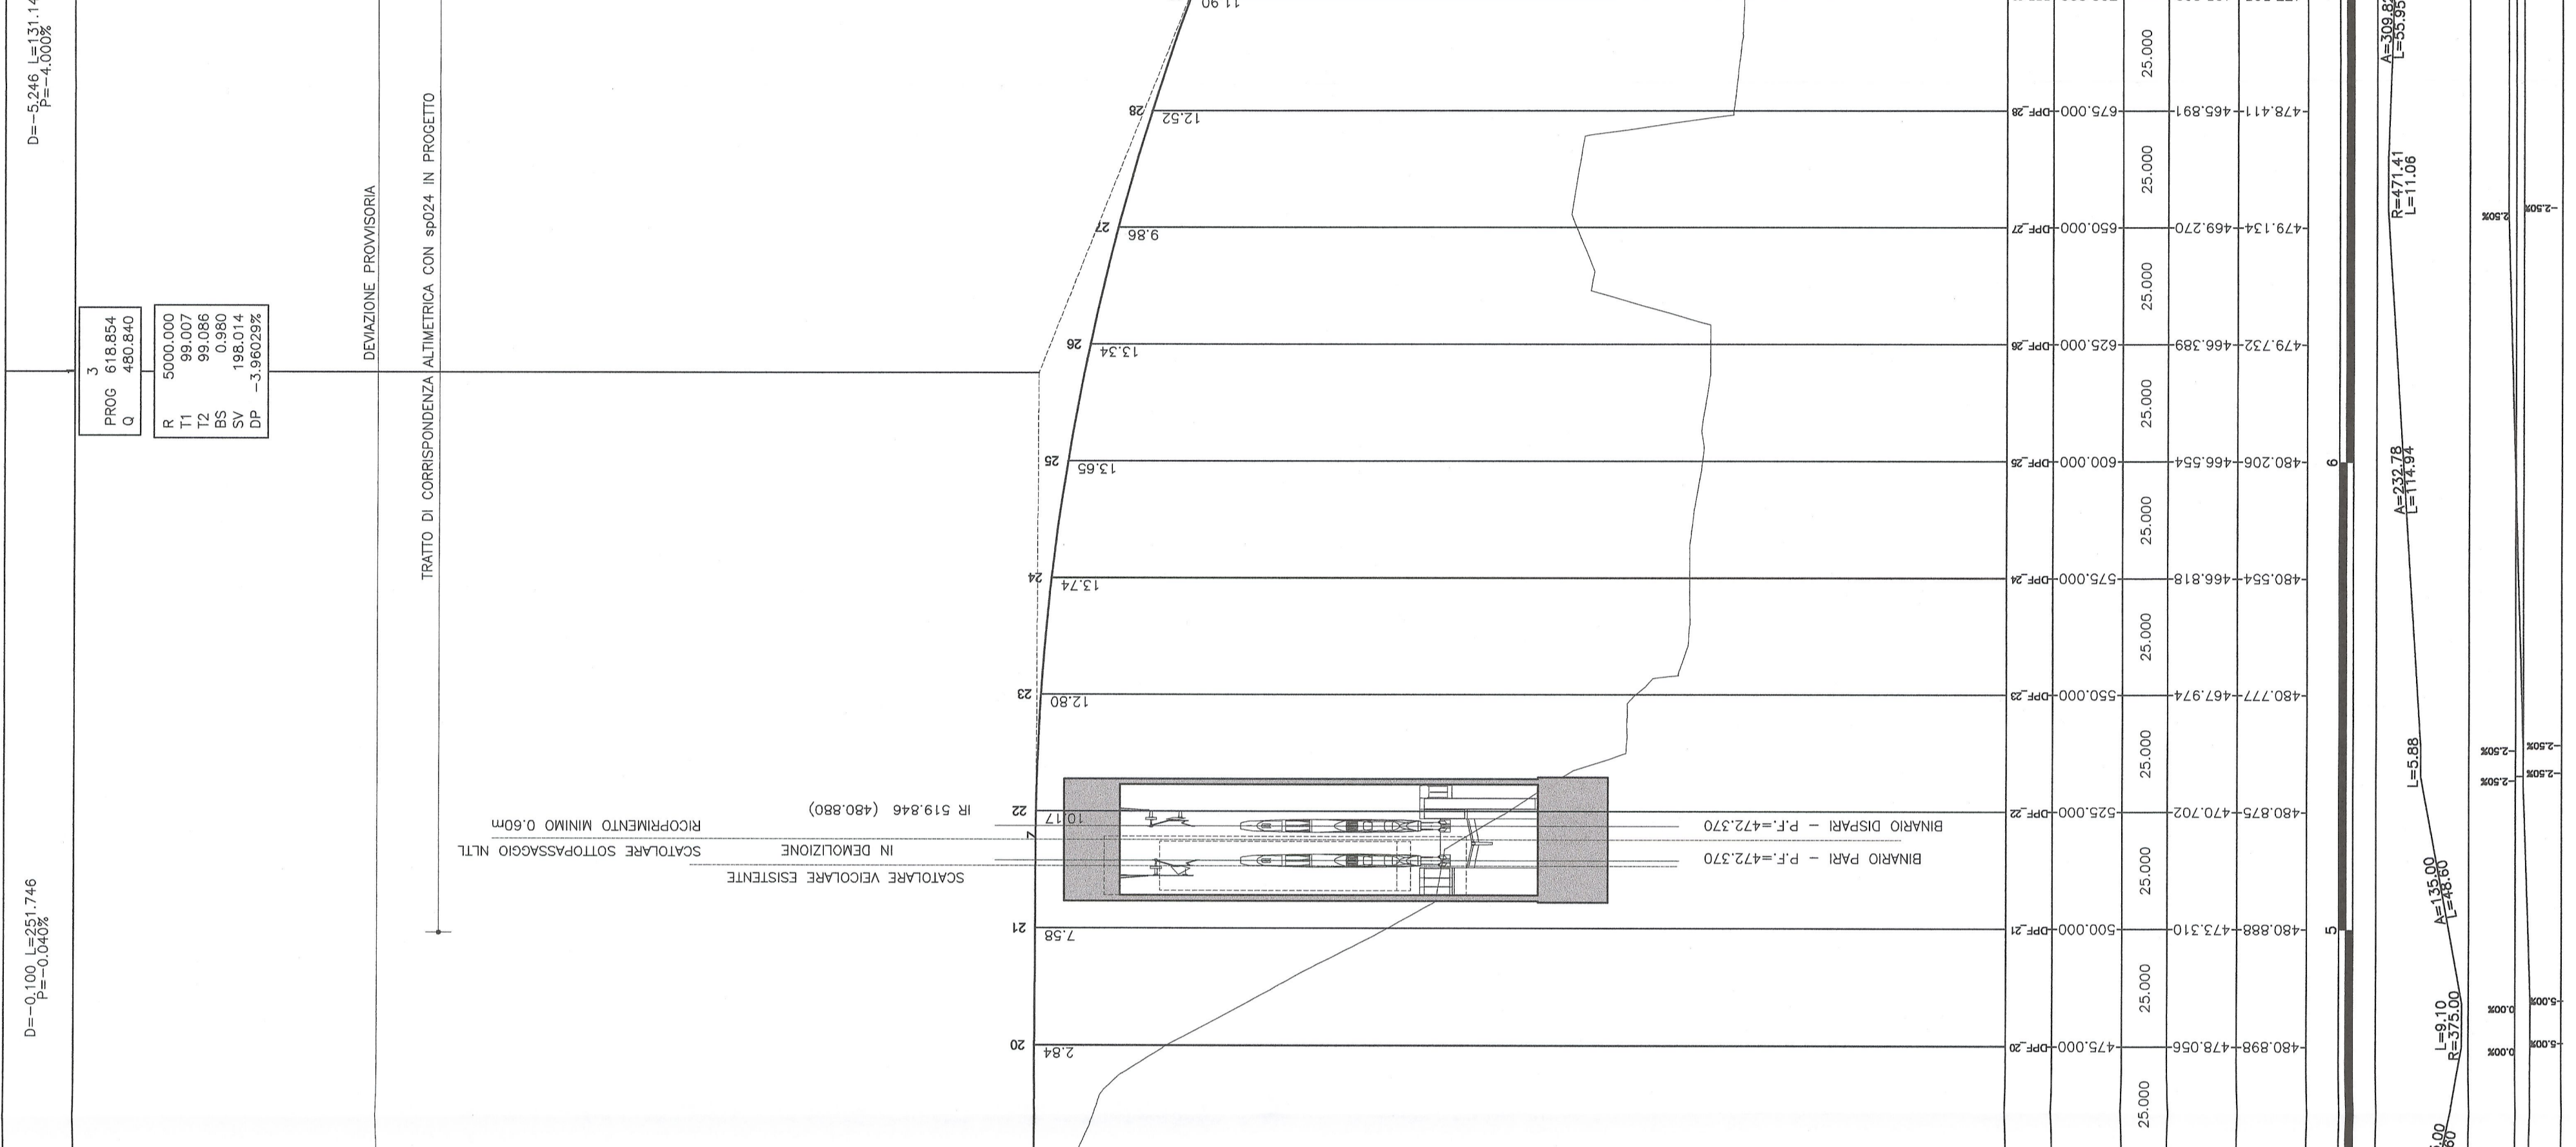 D=-5.246 L=131.14
P=-4.000%
D=-0.100 L=251.746
P=-0.040%
3
PROG 618.854
Q 480.840
R 5000.000
T1 99.007
T2 99.086
BS 0.980
SV 198.014
DP -3.96029%
DEVIAZIONE PROVVISORIA
TRATTO DI CORRISPONDENZA ALTIMETRICA CON sp024 IN PROGETTO
RICOPRIMENTO MINIMO 0.60m
SCATOLARE SOTTOPASSAGGIO NLTL
IR 519.846 (480.880)
IN DEMOLIZIONE
SCATOLARE VEICOLARE ESISTENTE
BINARIO DISPARI - P.F.=472.370
BINARIO PARI - P.F.=472.370
11.90
28
12.52
27
9.86
26
13.34
25
13.65
24
13.74
23
12.80
22
10.17
Z
21
7.58
20
2.84
DPF_28 675.000 465.891 478.411
DPF_27 650.000 469.270 479.134
DPF_26 625.000 466.389 479.732
DPF_25 600.000 466.554 480.206
DPF_24 575.000 466.818 480.554
DPF_23 550.000 467.974 480.777
DPF_22 525.000 470.702 480.875
DPF_21 500.000 473.310 480.888
DPF_20 475.000 478.056 480.898
25.000
25.000
25.000
25.000
25.000
25.000
25.000
25.000
25.000
25.000
6
5
A=309.82
L=55.95
R=471.41
L=11.06
A=232.78
L=114.94
L=5.88
A=135.00
L=48.60
L=9.10
R=375.00
2.50%
-2.50%
-2.50%
-2.50%
-2.50%
-2.50%
0.00%
-5.00%
0.00%
-5.00%